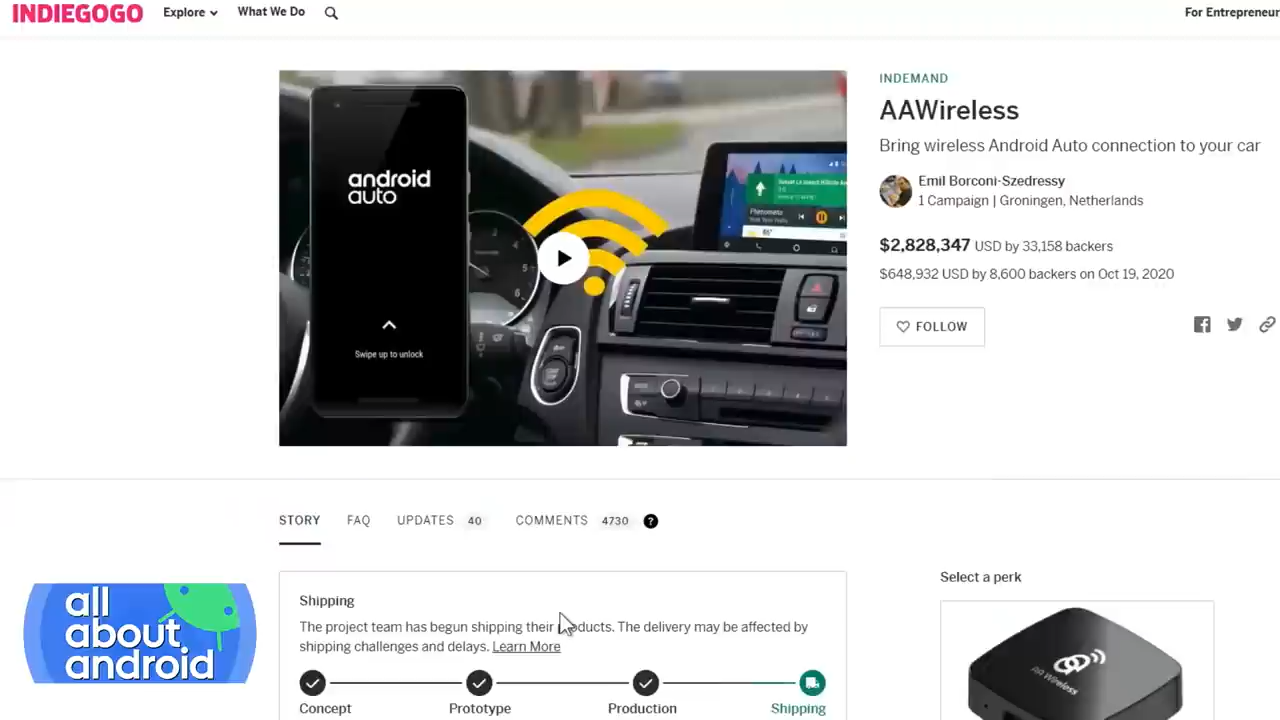 INDIEGOGO
Explore
What We Do
For Entrepreneur
android
auto
Swipe up to unlock
INDEMAND
AAWireless
Bring wireless Android Auto connection to your car
Emil Borconi-Szedressy
1 Campaign | Groningen, Netherlands
$2,828,347 USD by 33,158 backers
$648,932 USD by 8,600 backers on Oct 19, 2020
FOLLOW
STORY
FAQ
UPDATES 40
COMMENTS 4730 ?
Shipping
The project team has begun shipping their products. The delivery may be affected by
shipping challenges and delays. Learn More
Concept
Prototype
Production
Shipping
Select a perk
AA Wireless
all
about
android